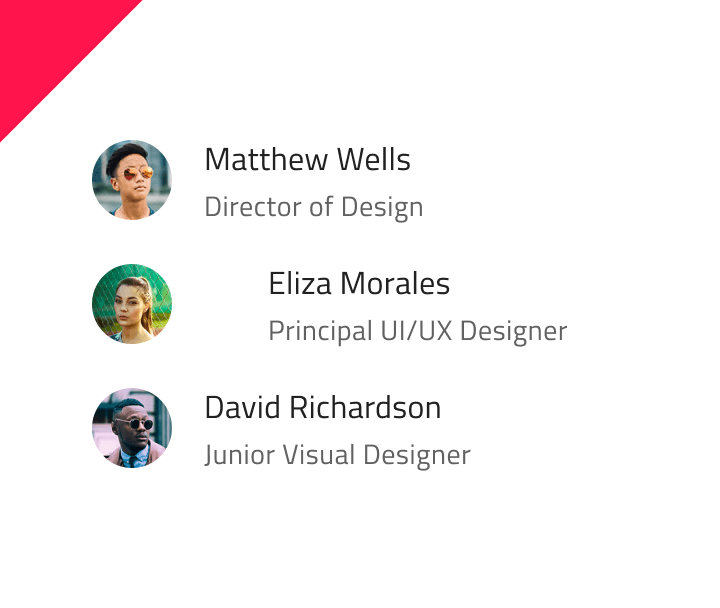 Matthew Wells
Director of Design
Eliza Morales
Principal UI/UX Designer
David Richardson
Junior Visual Designer